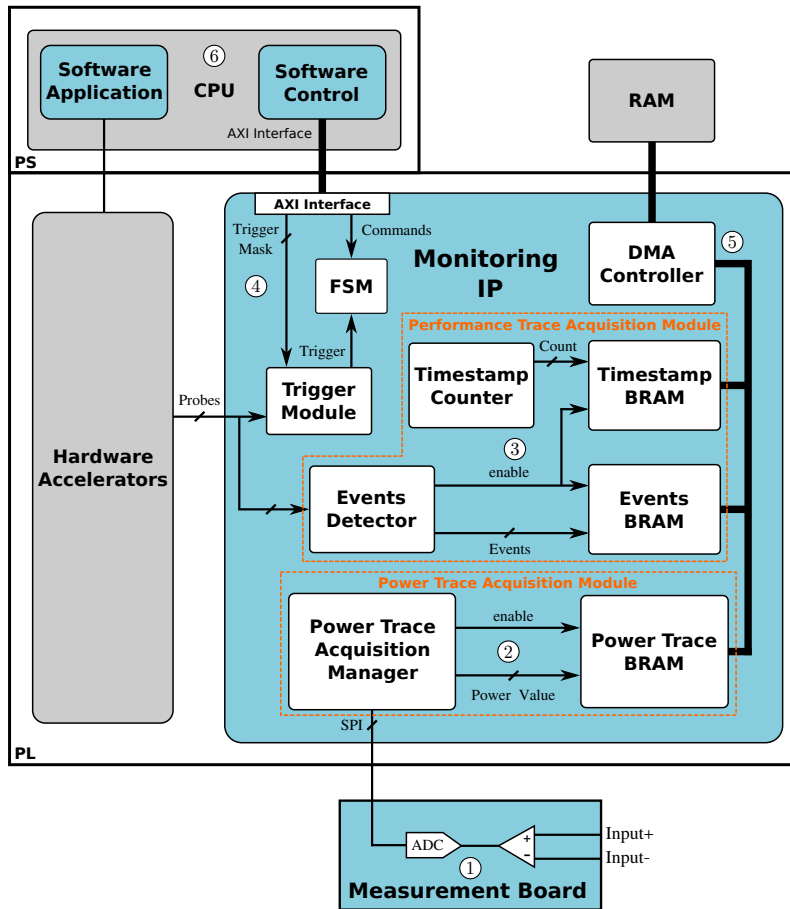 6
Software
Application
CPU
Software
Control
AXI Interface
PS
RAM
AXI Interface
Trigger
Mask
Commands
4
FSM
Monitoring
IP
DMA
Controller
5
Performance Trace Acquisition Module
Trigger
Trigger
Module
Timestamp
Counter
Count
Timestamp
BRAM
Probes
Hardware
Accelerators
3
enable
Events
Detector
Events
Events
BRAM
Power Trace Acquisition Module
Power Trace
Acquisition
Manager
enable
2
Power Value
Power Trace
BRAM
SPI
PL
ADC
+
-
Input+
Input-
1
Measurement Board